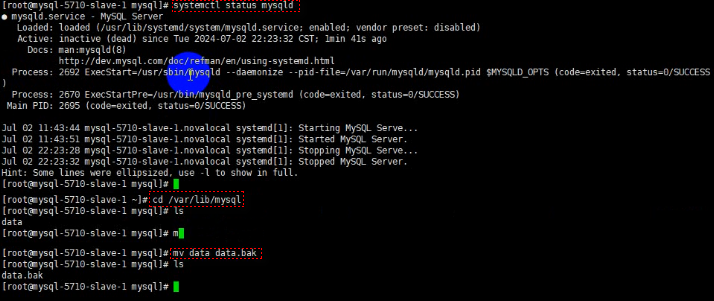 [root@mysql-5710-slave-1 mysql]# systemctl status mysqld
● mysqld.service - MySQL Server
Loaded: loaded (/usr/lib/systemd/system/mysqld.service; enabled; vendor preset: disabled)
Active: inactive (dead) since Tue 2024-07-02 22:23:32 CST; 1min 41s ago
Docs: man:mysqld(8)
http://dev.mysql.com/doc/refman/en/using-systemd.html
Process: 2692 ExecStart=/usr/sbin/mysqld --daemonize --pid-file=/var/run/mysqld/mysqld.pid $MYSQLD_OPTS (code=exited, status=0/SUCCESS
)
Process: 2670 ExecStartPre=/usr/bin/mysqld_pre_systemd (code=exited, status=0/SUCCESS)
Main PID: 2695 (code=exited, status=0/SUCCESS)
Jul 02 11:43:44 mysql-5710-slave-1.novalocal systemd[1]: Starting MySQL Serve...
Jul 02 11:43:51 mysql-5710-slave-1.novalocal systemd[1]: Started MySQL Server.
Jul 02 22:23:28 mysql-5710-slave-1.novalocal systemd[1]: Stopping MySQL Serve...
Jul 02 22:23:32 mysql-5710-slave-1.novalocal systemd[1]: Stopped MySQL Server.
Hint: Some lines were ellipsized, use -l to show in full.
[root@mysql-5710-slave-1 mysql]#
[root@mysql-5710-slave-1 ~]# cd /var/lib/mysql
[root@mysql-5710-slave-1 mysql]# ls
data
[root@mysql-5710-slave-1 mysql]# m
[root@mysql-5710-slave-1 mysql]# mv data data.bak
[root@mysql-5710-slave-1 mysql]# ls
data.bak
[root@mysql-5710-slave-1 mysql]#